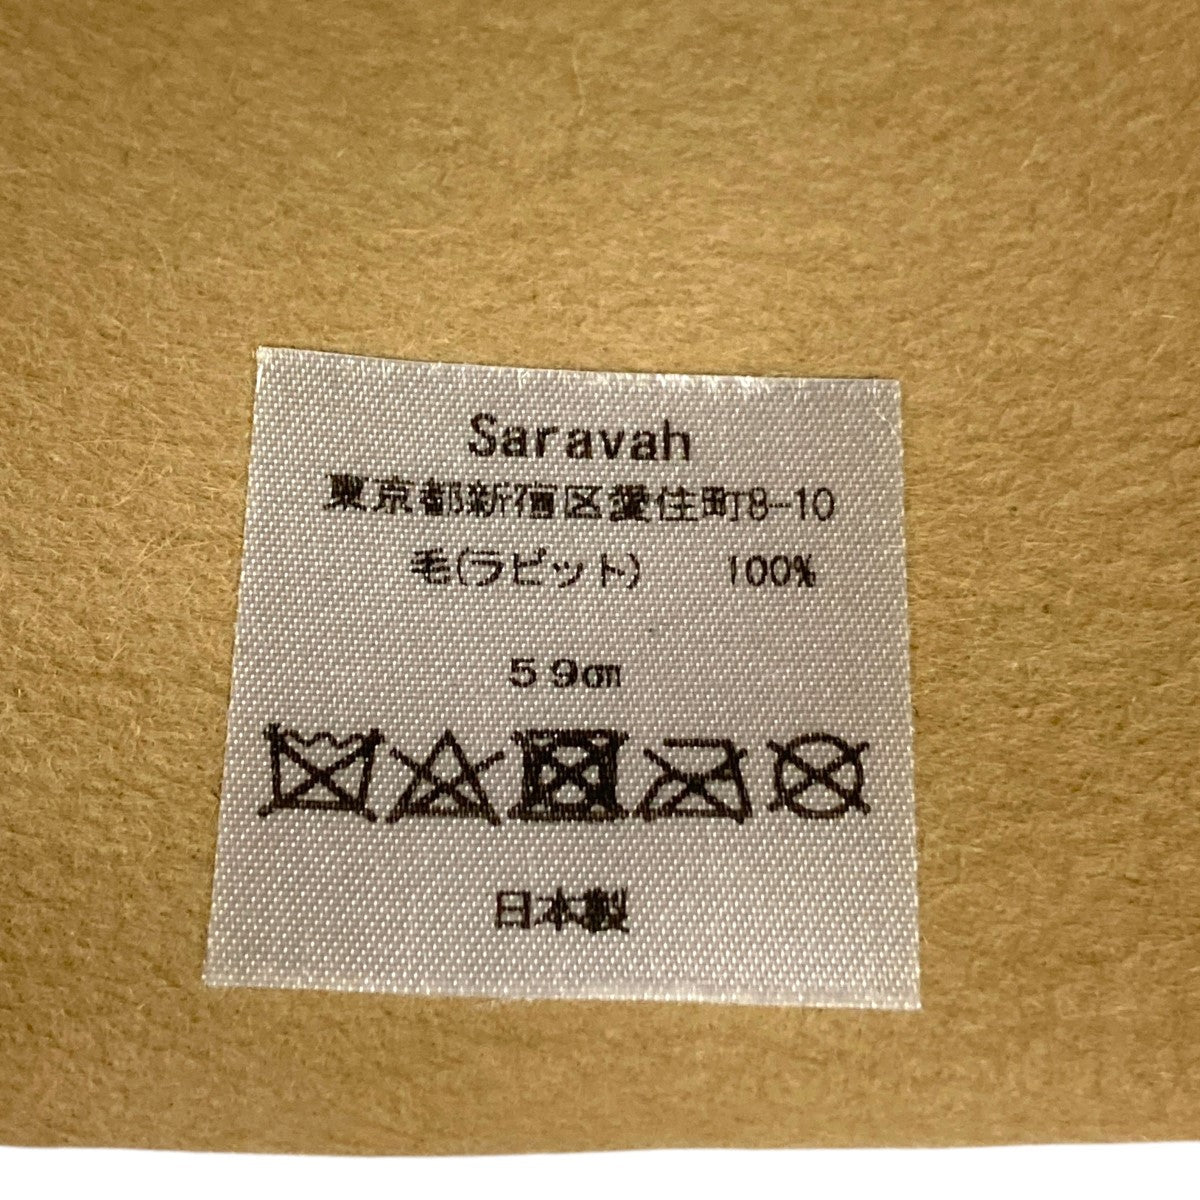 Saravah
東京都新宿区愛住町8-10
毛(ラビット) 100%
59㎝
日本製